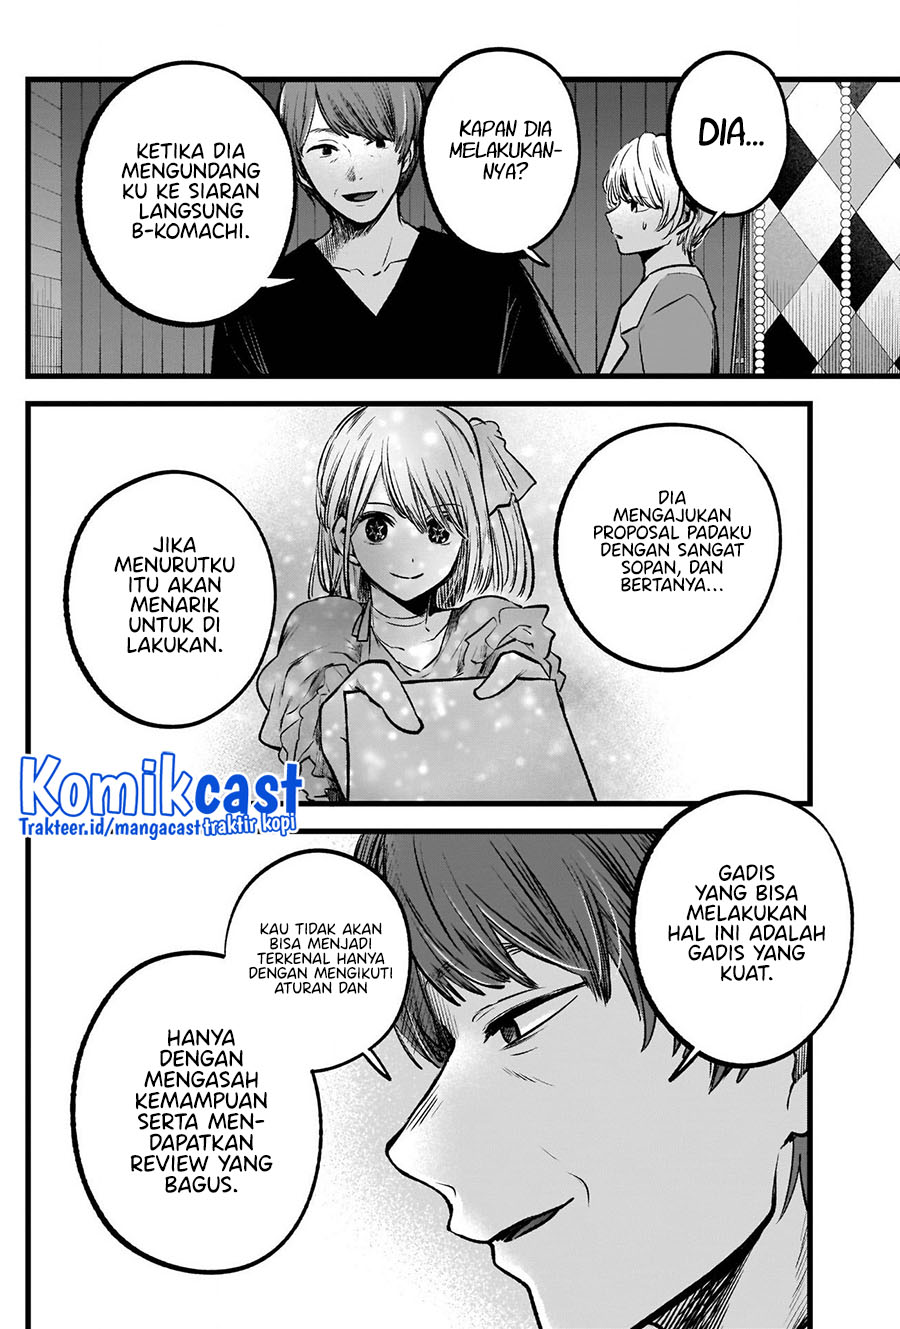 DIA...
KAPAN DIA
MELAKUKAN-
NYA?
KETIKA DIA
MENGUNDANG
KU KE SIARAN
LANGSUNG
B-KOMACHI.
DIA
MENGAJUKAN
PROPOSAL PADAKU
DENGAN SANGAT
SOPAN, DAN
BERTANYA...
JIKA
MENURUTKU
ITU AKAN
MENARIK
UNTUK DI
LAKUKAN.
Komikcast
Trakteer.id/mangacast traktir kopi
GADIS
YANG BISA
MELAKUKAN
HAL INI ADALAH
GADIS YANG
KUAT.
KAU TIDAK AKAN
BISA MENJADI
TERKENAL HANYA
DENGAN MENGIKUTI
ATURAN DAN
HANYA
DENGAN
MENGASAH
KEMAMPUAN
SERTA MEN-
DAPATKAN
REVIEW YANG
BAGUS.